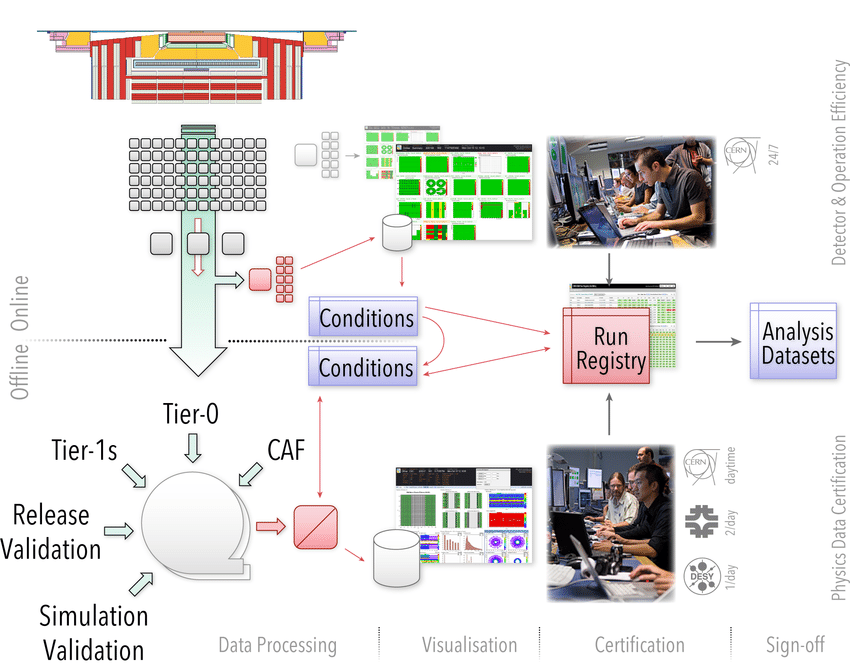 CERN
24/7
Detector & Operation Efficiency
Online
Offline
Conditions
Conditions
Run
Registry
Analysis
Datasets
Tier-0
Tier-1s
CAF
Release
Validation
Simulation
Validation
CERN
daytime
2/day
DESY
1/day
Physics Data Certification
Data Processing
Visualisation
Certification
Sign-off